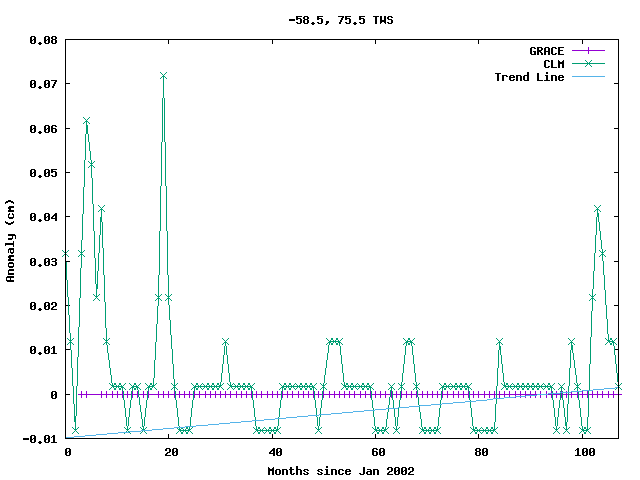 -58.5, 75.5 TWS
GRACE
CLM
Trend Line
0.08
0.07
0.06
0.05
0.04
0.03
0.02
0.01
0
-0.01
Anomaly (cm)
0 20 40 60 80 100
Months since Jan 2002